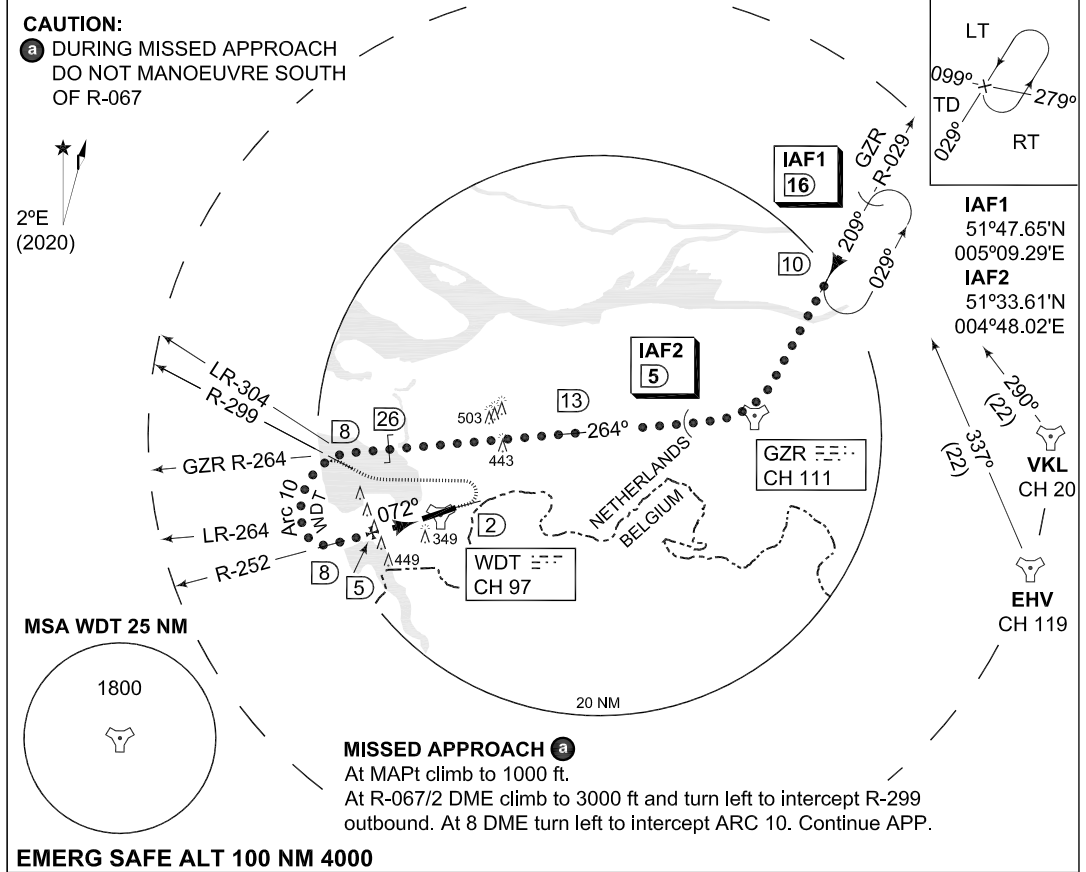 CAUTION:
a DURING MISSED APPROACH
DO NOT MANOEUVRE SOUTH
OF R-067
2ºE
(2020)
LT
099º
279º
TD
029º
RT
IAF1
16
GZR
R-029
209º
029º
10
IAF1
51º47.65'N
005º09.29'E
IAF2
51º33.61'N
004º48.02'E
IAF2
5
LR-304
R-299
8
26
503
443
13
264º
290º
(22)
337º
(22)
VKL
CH 20
EHV
CH 119
GZR
CH 111
GZR R-264
NETHERLANDS
BELGIUM
Arc 10
WDT
072º
349
2
LR-264
R-252
8
5
449
WDT
CH 97
MSA WDT 25 NM
1800
20 NM
MISSED APPROACH a
At MAPt climb to 1000 ft.
At R-067/2 DME climb to 3000 ft and turn left to intercept R-299
outbound. At 8 DME turn left to intercept ARC 10. Continue APP.
EMERG SAFE ALT 100 NM 4000